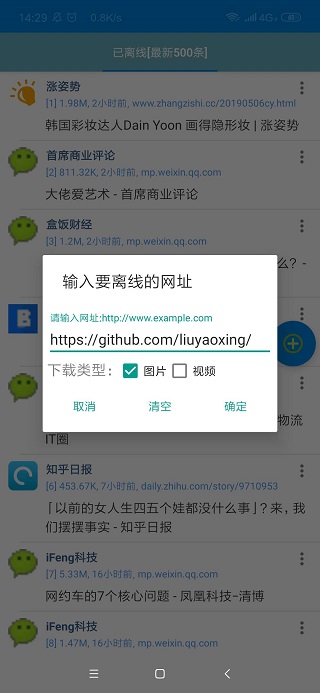 14:29 0.8K/s 4G
已离线[最新500条]
涨姿势
[1] 1.98M, 2小时前, www.zhangzishi.cc/20190506cy.html
韩国彩妆达人Dain Yoon 画得隐形妆 | 涨姿势
首席商业评论
[2] 811.32K, 2小时前, mp.weixin.qq.com
大佬爱艺术 - 首席商业评论
盒饭财经
[3] 1.2M, 2小时前, mp.weixin.qq.com
么? -
输入要离线的网址
请输入网址;http://www.example.com
https://github.com/liuyaoxing/
下载类型: 图片 视频
取消 清空 确定
物流
IT圈
知乎日报
[6] 453.67K, 7小时前, daily.zhihu.com/story/9710953
「以前的女人生四五个娃都没什么事」? 来, 我
们摆摆事实 - 知乎日报
iFeng科技
[7] 5.33M, 16小时前, mp.weixin.qq.com
网约车的7个核心问题 - 凤凰科技-清博
iFeng科技
[8] 1.47M, 16小时前, mp.weixin.qq.com